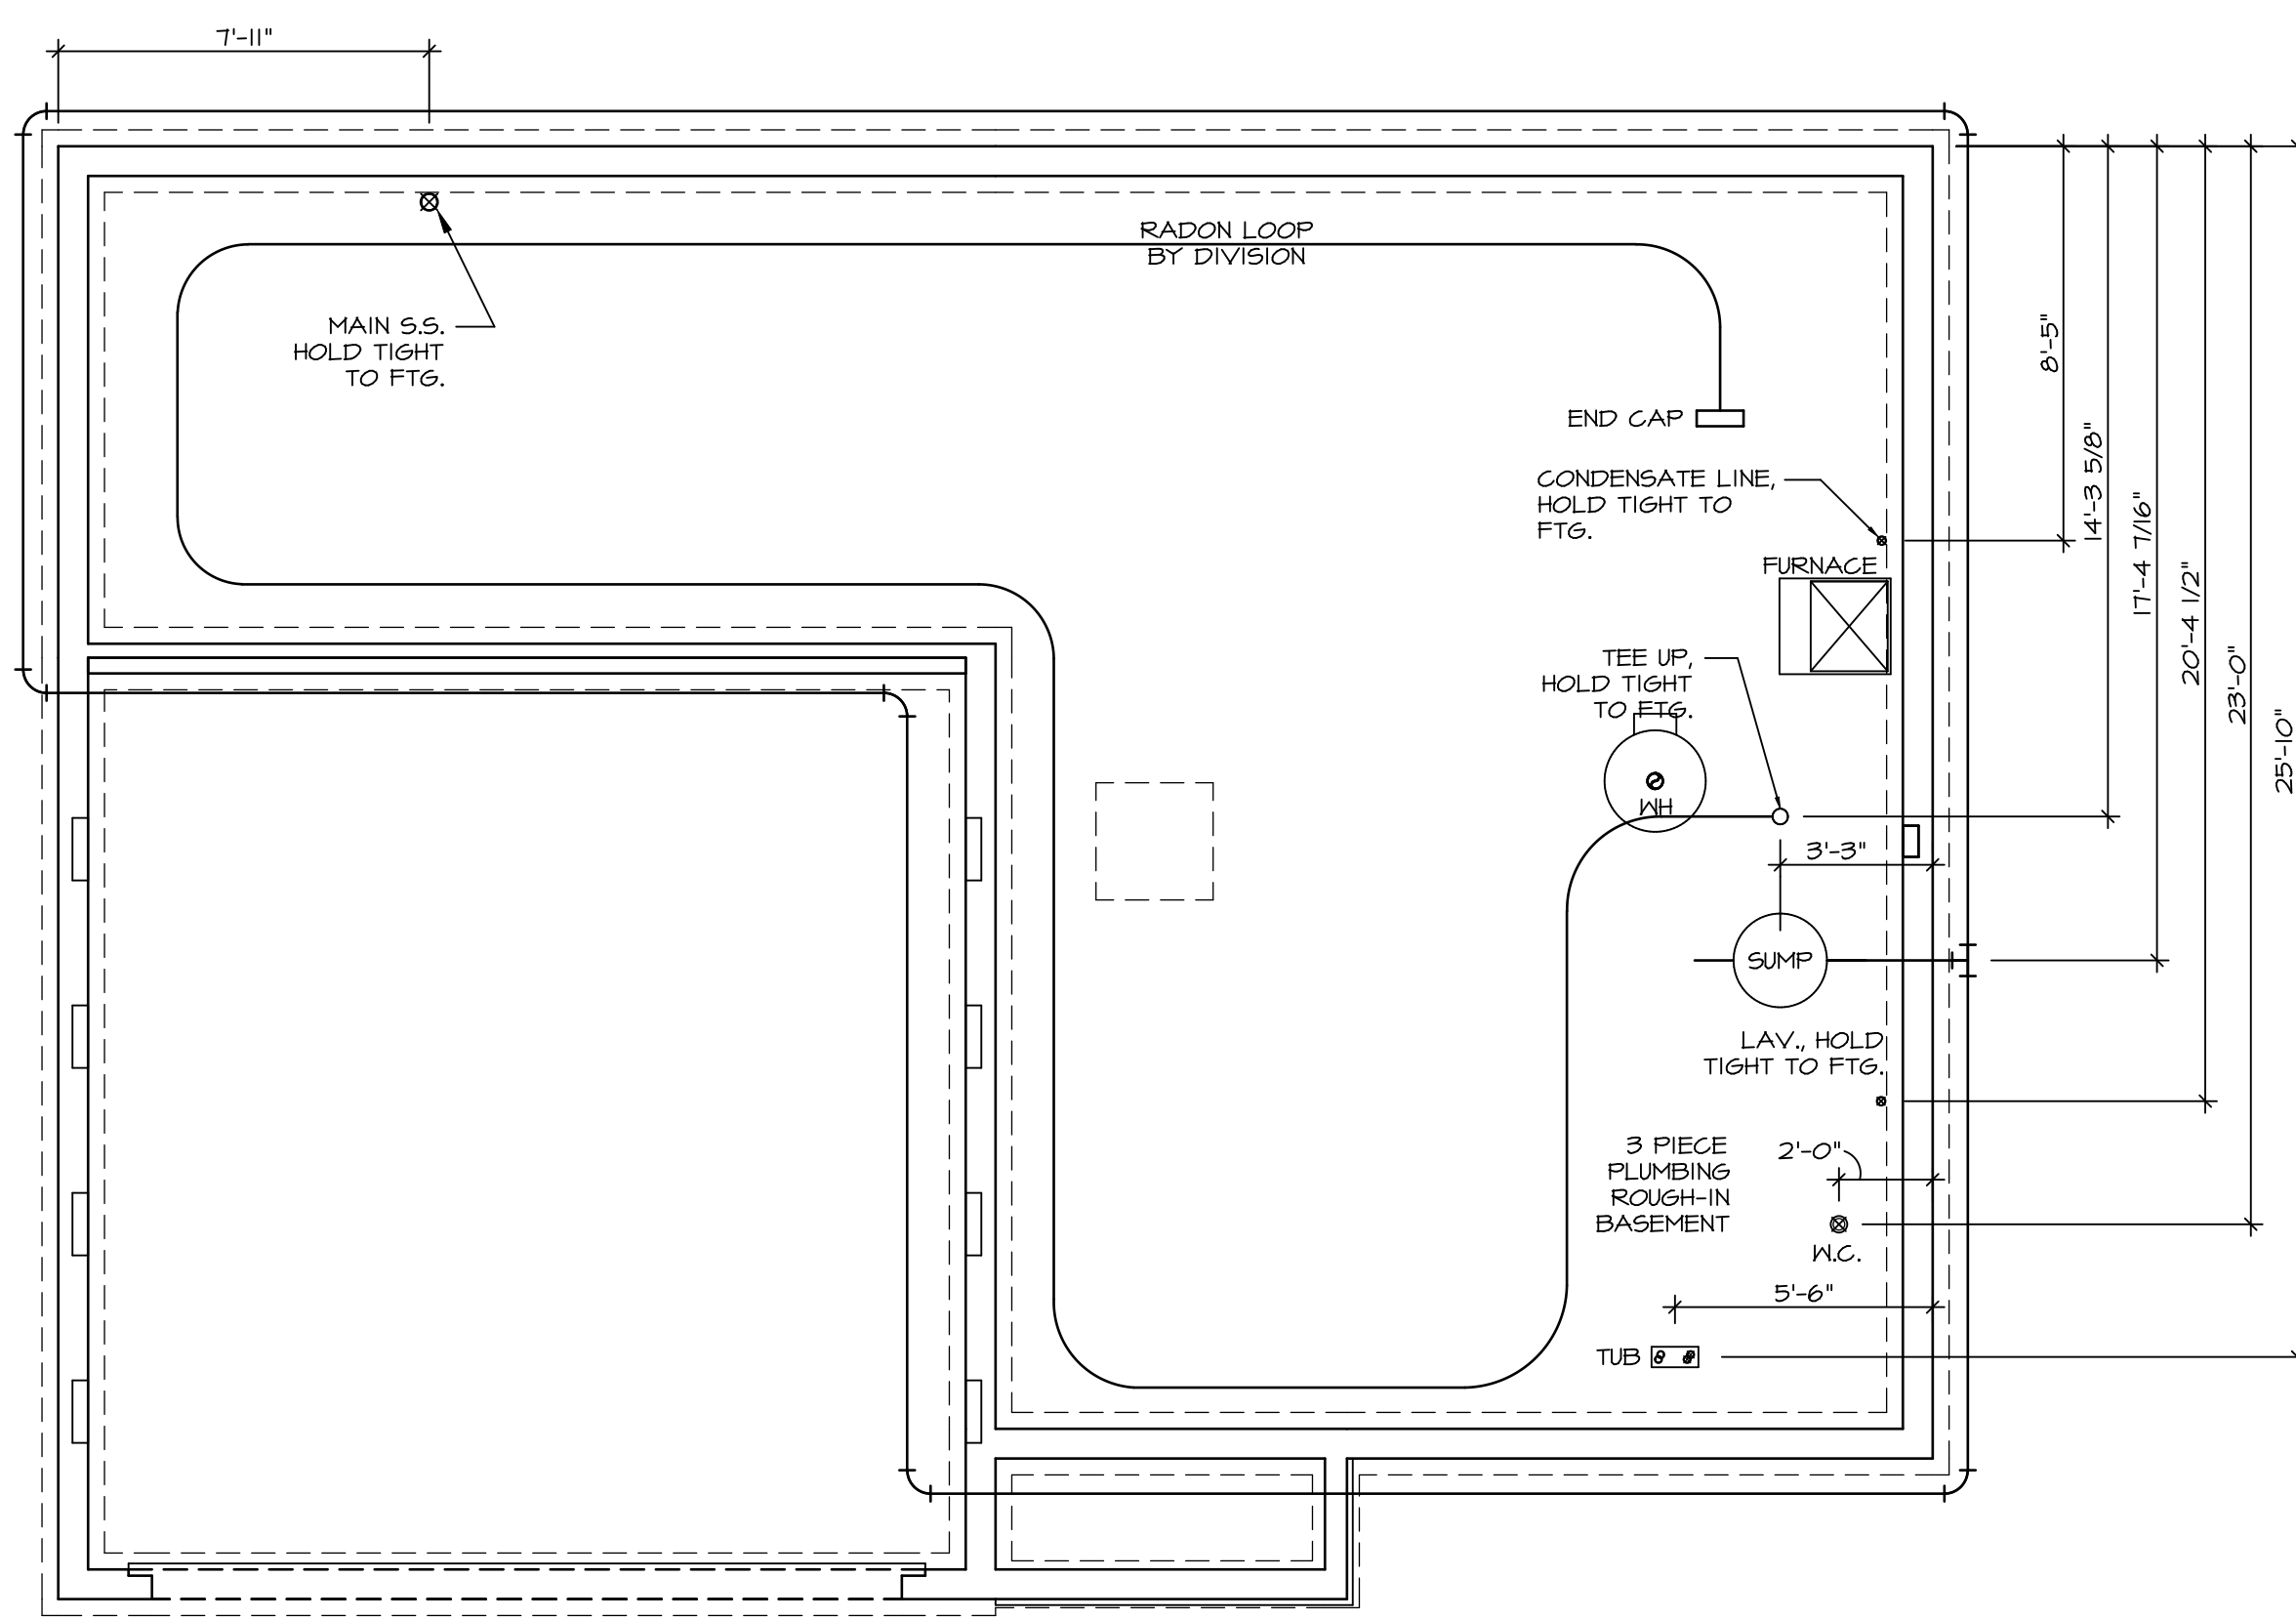 7'-11"
RADON LOOP
BY DIVISION
MAIN S.S.
HOLD TIGHT
TO FTG.
END CAP
CONDENSATE LINE,
HOLD TIGHT TO
FTG.
FURNACE
TEE UP,
HOLD TIGHT
TO FTG.
WH
3'-3"
SUMP
LAV., HOLD
TIGHT TO FTG.
3 PIECE
PLUMBING
ROUGH-IN
BASEMENT
2'-0"
W.C.
5'-6"
TUB
8'-5"
14'-3 5/8"
17'-4 7/16"
20'-4 1/2"
23'-0"
25'-10"